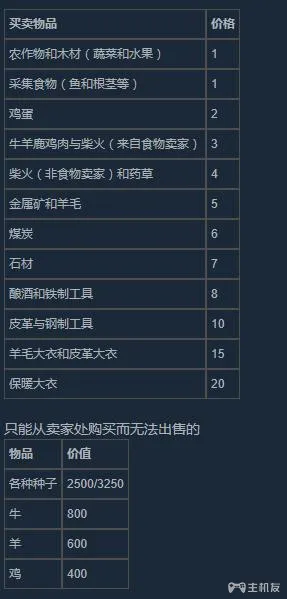 买卖物品 价格
农作物和木材（蔬菜和水果） 1
采集食物（鱼和根茎等） 1
鸡蛋 2
牛羊鹿鸡肉与柴火（来自食物卖家） 3
柴火（非食物卖家）和药草 4
金属矿和羊毛 5
煤炭 6
石材 7
酿酒和铁制工具 8
皮革与钢制工具 10
羊毛大衣和皮革大衣 15
保暖大衣 20
只能从卖家处购买而无法出售的
物品 价值
各种种子 2500/3250
牛 800
羊 600
鸡 400
主机友